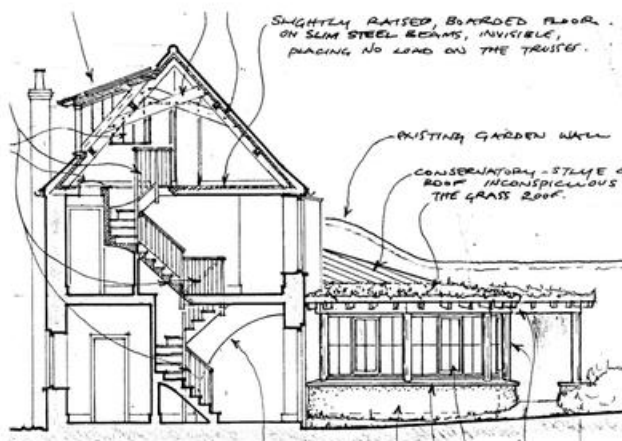 SLIGHTLY RAISED, BOARDED FLOOR.
ON SLIM STEEL BEAMS, INVISIBLE,
PLACING NO LOAD ON THE TRUSSES.
EXISTING GARDEN WALL
CONSERVATORY-STYLE
ROOF INCONSPICUOUS
THE GRASS ROOF.